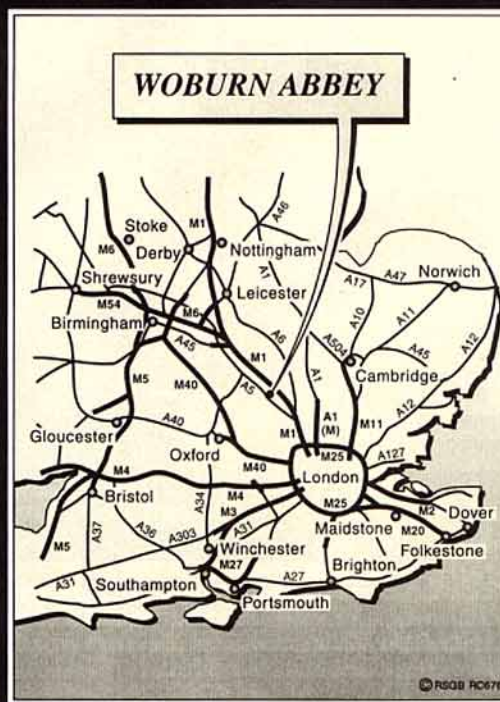 WOBURN ABBEY
A46
Stoke
M1
M6
Derby
Nottingham
A1
A17
A47
Norwich
Shrewsury
M54
Leicester
A10
A11
M6
Birmingham
A45
A6
A504
A45
A12
M1
Cambridge
M5
M40
A5
A1
A1
(M)
M11
A12
A40
M1
Gloucester
Oxford
M25
A127
M40
London
M4
M4
Bristol
A34
M3
M25
M2
Dover
A37
A36
A303
A31
Maidstone
M20
M5
Winchester
Folkestone
A31
M27
Brighton
Southampton
A27
Portsmouth
© RSGB RC676